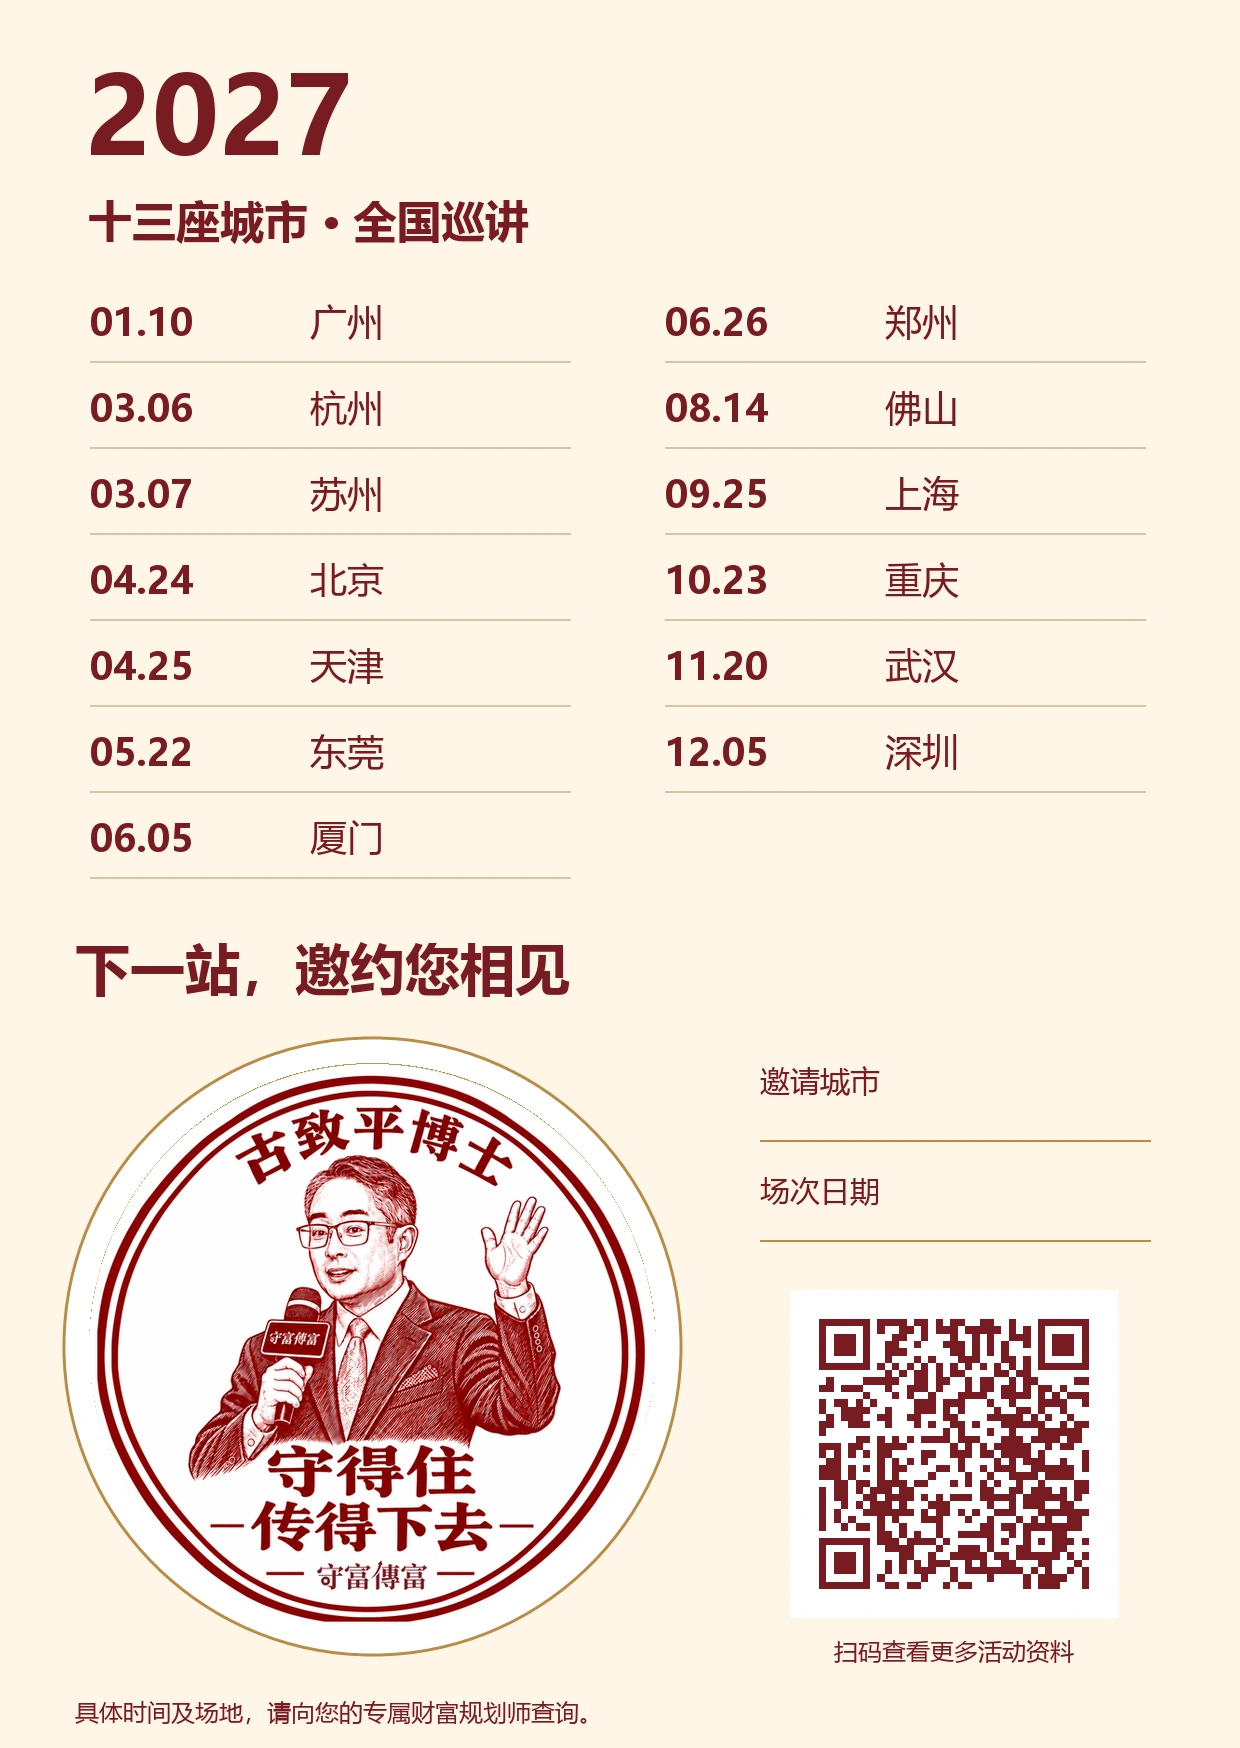 2027
十三座城市·全国巡讲
01.10 广州
03.06 杭州
03.07 苏州
04.24 北京
04.25 天津
05.22 东莞
06.05 厦门
06.26 郑州
08.14 佛山
09.25 上海
10.23 重庆
11.20 武汉
12.05 深圳
下一站，邀约您相见
古致平博士
守富傳富
守得住
传得下去
守富傳富
邀请城市
场次日期
扫码查看更多活动资料
具体时间及场地，请向您的专属财富规划师查询。